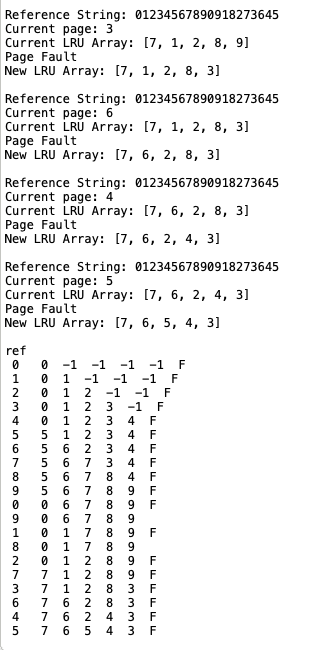 Reference String: 01234567890918273645
Current page: 3
Current LRU Array: [7, 1, 2, 8, 9]
Page Fault
New LRU Array: [7, 1, 2, 8, 3]
Reference String: 01234567890918273645
Current page: 6
Current LRU Array: [7, 1, 2, 8, 3]
Page Fault
New LRU Array: [7, 6, 2, 8, 3]
Reference String: 01234567890918273645
Current page: 4
Current LRU Array: [7, 6, 2, 8, 3]
Page Fault
New LRU Array: [7, 6, 2, 4, 3]
Reference String: 01234567890918273645
Current page: 5
Current LRU Array: [7, 6, 2, 4, 3]
Page Fault
New LRU Array: [7, 6, 5, 4, 3]
ref
0 0 -1 -1 -1 -1 F
1 0 1 -1 -1 -1 F
2 0 1 2 -1 -1 F
3 0 1 2 3 -1 F
4 0 1 2 3 4 F
5 5 1 2 3 4 F
6 5 6 2 3 4 F
7 5 6 7 3 4 F
8 5 6 7 8 4 F
9 5 6 7 8 9 F
0 0 6 7 8 9 F
9 0 6 7 8 9
1 0 1 7 8 9 F
8 0 1 7 8 9
2 0 1 2 8 9 F
7 7 1 2 8 9 F
3 7 1 2 8 3 F
6 7 6 2 8 3 F
4 7 6 2 4 3 F
5 7 6 5 4 3 F